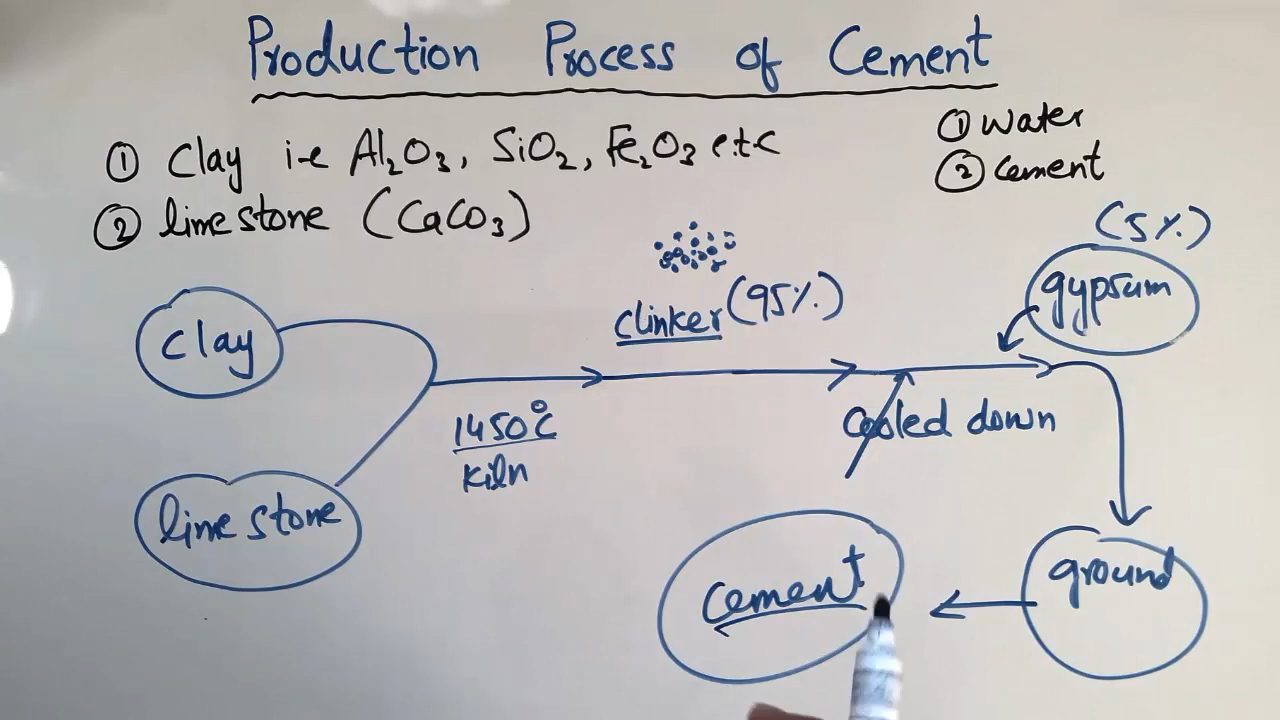 Production Process of Cement
① Clay i.e Al₂O₃, SiO₂, Fe₂O₃ e.t.c
② lime stone (CaCO₃)
① Water
② Cement
(5%)
gypsum
clinker (95%)
clay
1450°C
kiln
cooled down
lime stone
cement
ground